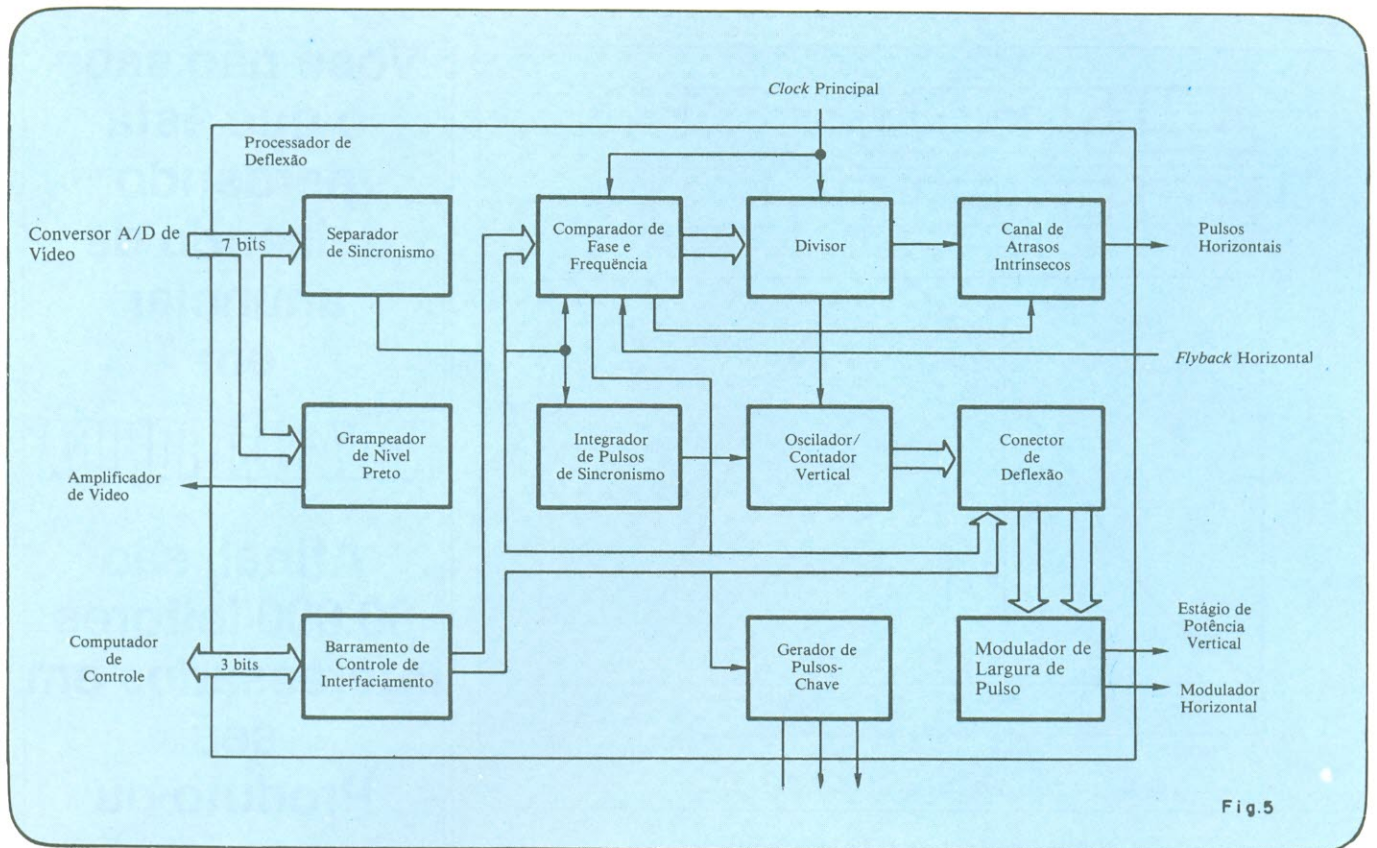 Clock Principal
Processador de
Deflexão
Conversor A/D de
Vídeo
7 bits
Separador
de Sincronismo
Comparador de
Fase e
Freqüência
Divisor
Canal de
Atrasos
Intrínsecos
Pulsos
Horizontais
Flyback Horizontal
Grampeador
de Nível
Preto
Integrador
de Pulsos
de Sincronismo
Oscilador/
Contador
Vertical
Conector
de
Deflexão
Amplificador
de Vídeo
Computador
de
Controle
3 bits
Barramento de
Controle de
Interfaciamento
Gerador de
Pulsos-
Chave
Modulador de
Largura de
Pulso
Estágio de
Potência
Vertical
Modulador
Horizontal
Fig.5